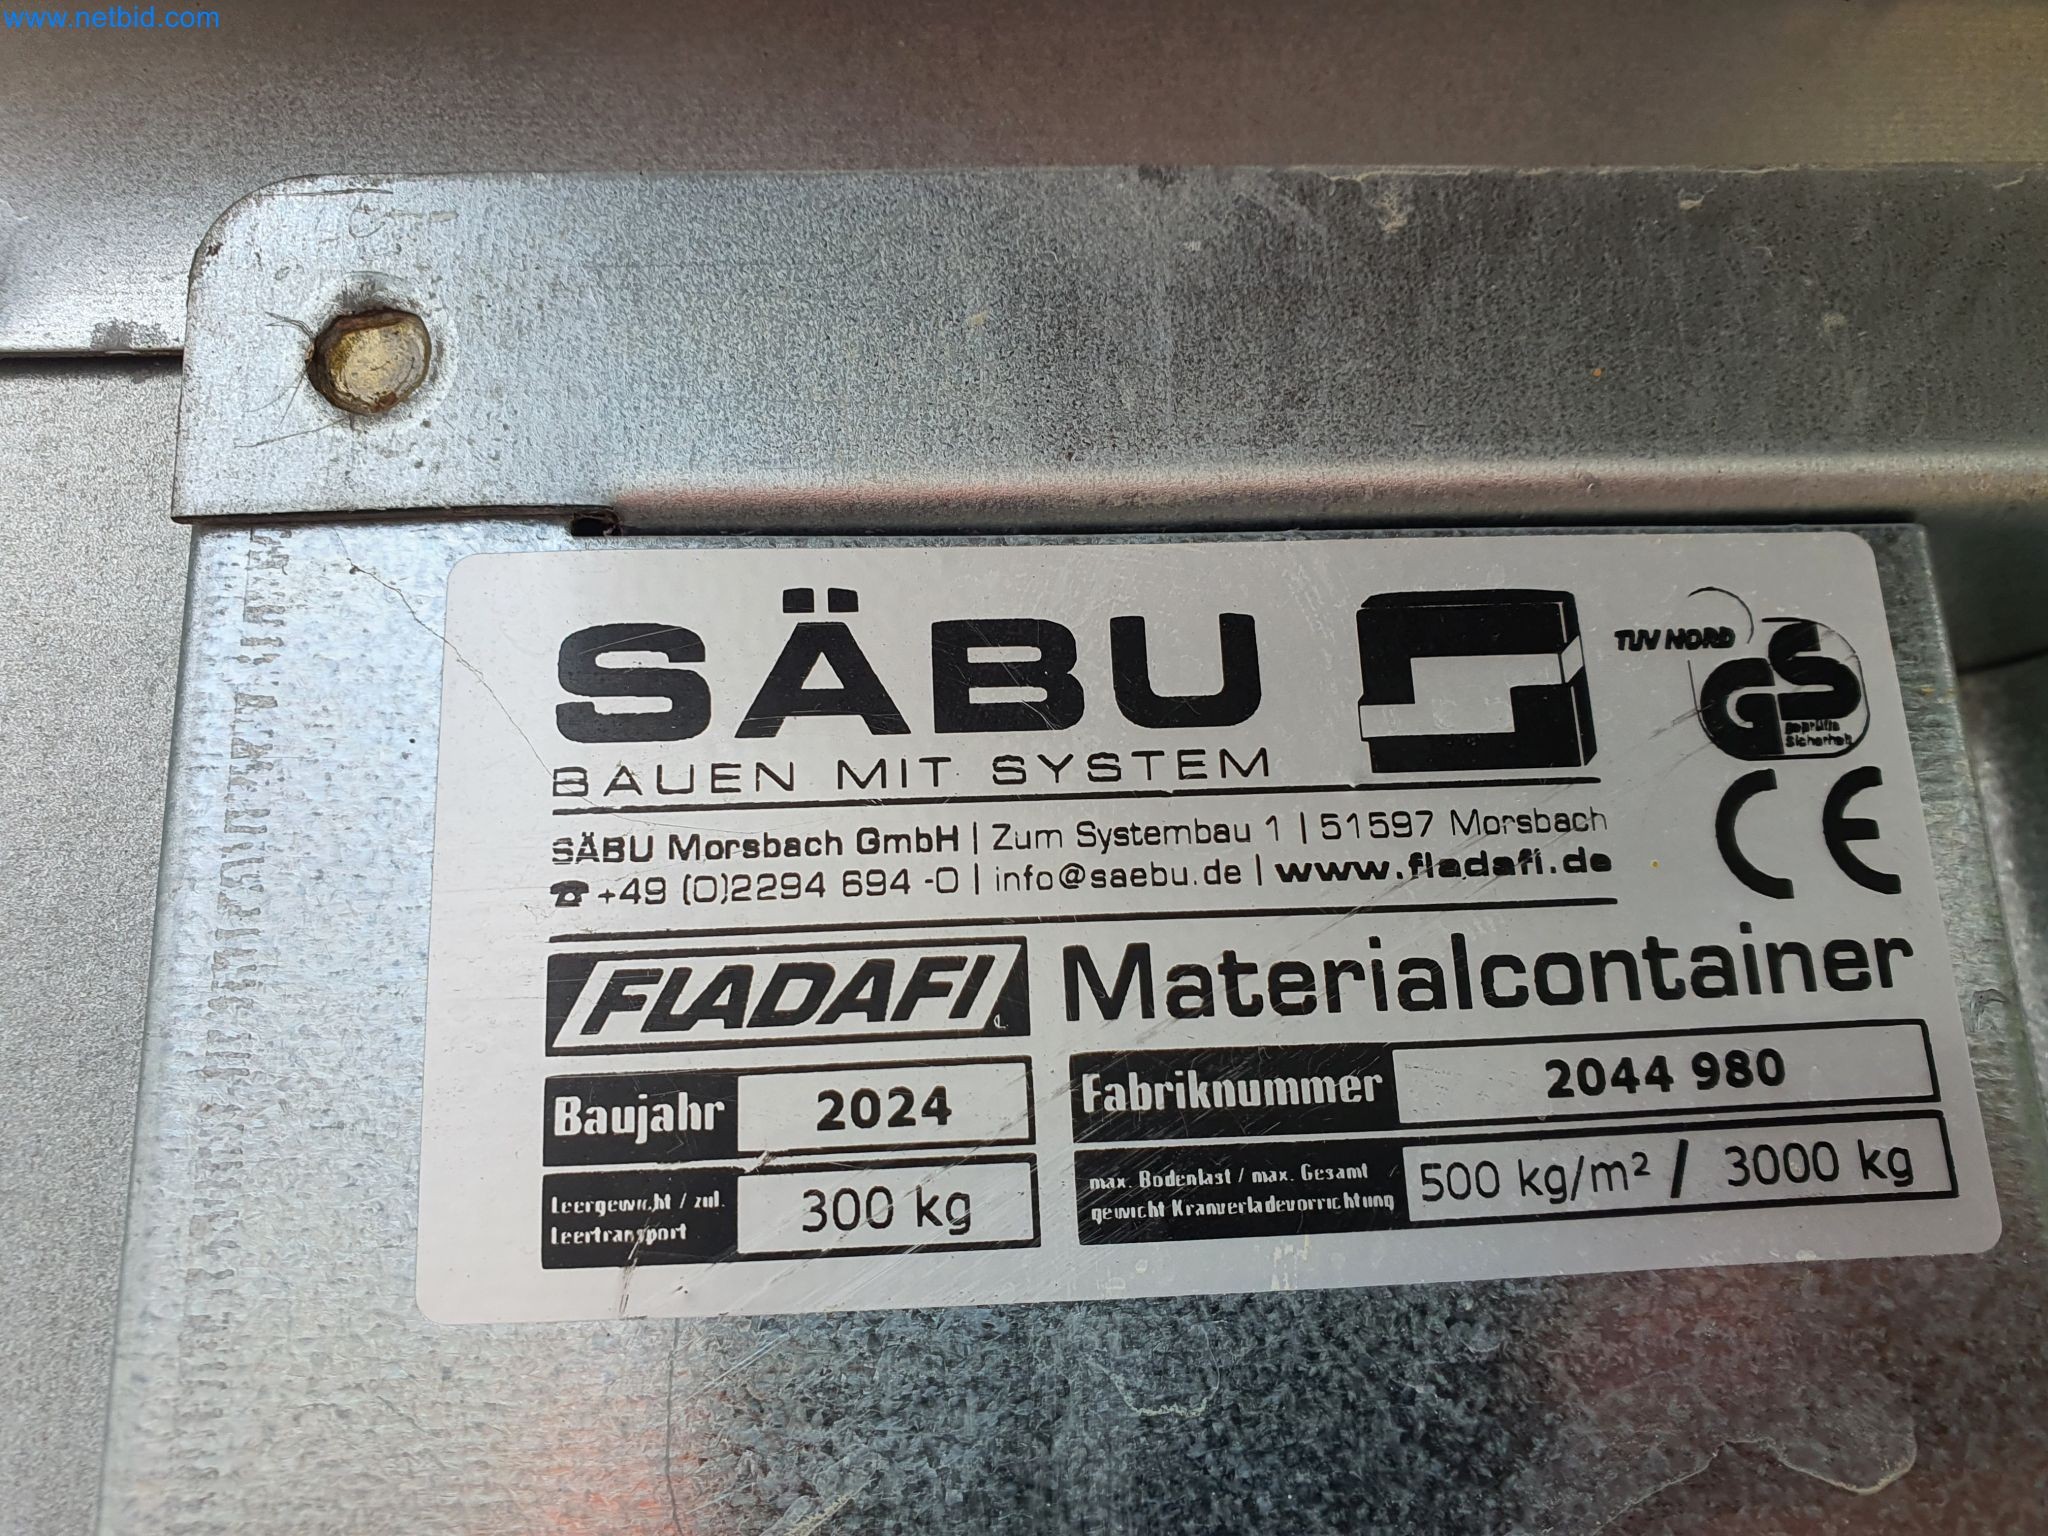 www.netbid.com
SÄBU
BAUEN MIT SYSTEM
TÜV NORD
GS
geprüfte
Sicherheit
CE
SÄBU Morsbach GmbH | Zum Systembau 1 | 51597 Morsbach
☎ +49 (0)2294 694 -0 | info@saebu.de | www.fladafi.de
FLADAFI Materialcontainer
Baujahr 2024
Fabriknummer 2044 980
Leergewicht / zul.
Leertransport
300 kg
max. Bodenlast / max. Gesamt
gewicht Kranverladevorrichtung
500 kg/m² / 3000 kg